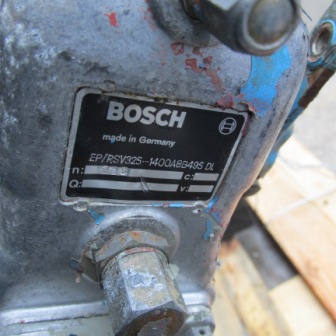 BOSCH
made in Germany
EP/RSV325…1400A8B495 DL
n: c:
Q: v: